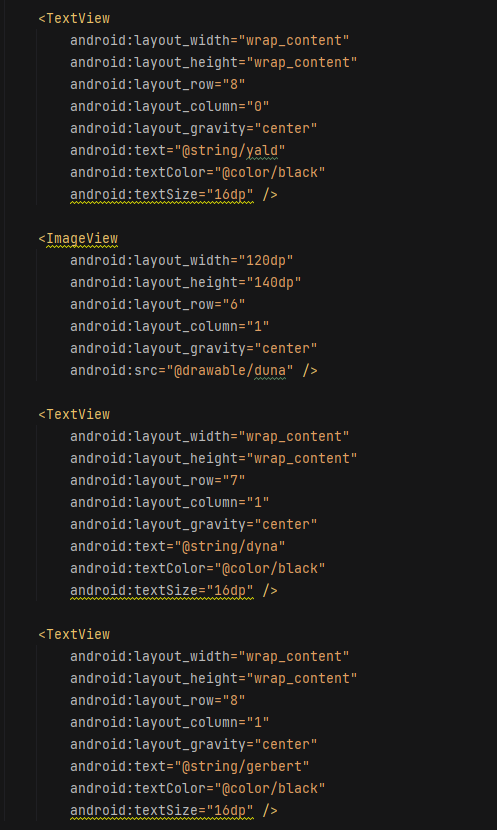 <TextView
android:layout_width="wrap_content"
android:layout_height="wrap_content"
android:layout_row="8"
android:layout_column="0"
android:layout_gravity="center"
android:text="@string/yald"
android:textColor="@color/black"
android:textSize="16dp" />
<ImageView
android:layout_width="120dp"
android:layout_height="140dp"
android:layout_row="6"
android:layout_column="1"
android:layout_gravity="center"
android:src="@drawable/duna" />
<TextView
android:layout_width="wrap_content"
android:layout_height="wrap_content"
android:layout_row="7"
android:layout_column="1"
android:layout_gravity="center"
android:text="@string/dyna"
android:textColor="@color/black"
android:textSize="16dp" />
<TextView
android:layout_width="wrap_content"
android:layout_height="wrap_content"
android:layout_row="8"
android:layout_column="1"
android:layout_gravity="center"
android:text="@string/gerbert"
android:textColor="@color/black"
android:textSize="16dp" />